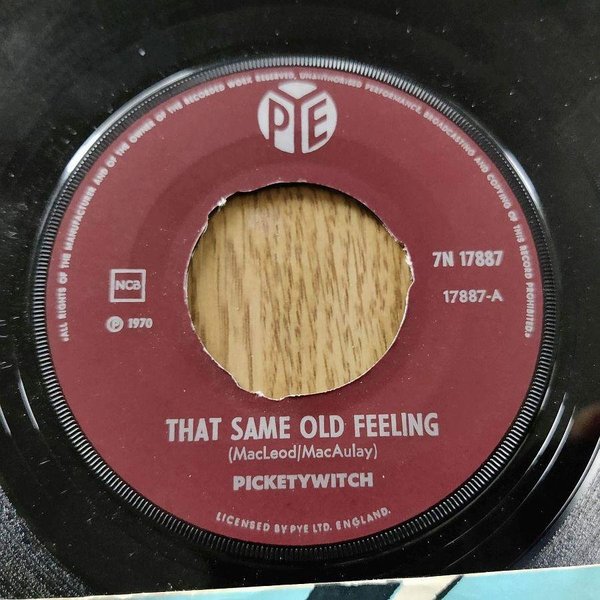 «ALL RIGHTS OF THE MANUFACTURER AND OF THE OWNER OF THE RECORDED WORK RESERVED, UNAUTHORISED PERFORMANCE, BROADCASTING AND COPYING OF THIS RECORD PROHIBITED»
PYE
7N 17887
NCB
17887-A
Ⓟ 1970
THAT SAME OLD FEELING
(MacLeod/MacAulay)
PICKETYWITCH
LICENSED BY PYE LTD. ENGLAND.